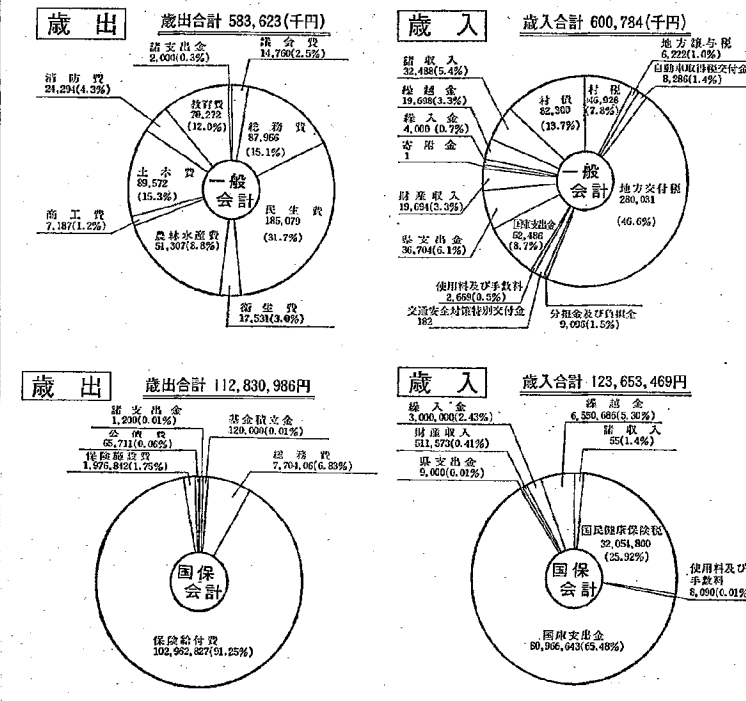 歳出
歳出合計 583,623(千円)
諸支出金
2,000(0.3%)
議会費
14,760(2.5%)
消防費
24,294(4.3%)
教育費
70,272
(12.0%)
総務費
87,966
(15.1%)
土木費
89,572
(15.3%)
一般
会計
民生費
185,079
(31.7%)
商工費
7,187(1.2%)
農林水産費
51,307(8.8%)
衛生費
17,531(3.0%)
歳入
歳入合計 600,784(千円)
地方譲与税
6,222(1.0%)
自動車取得税交付金
8,286(1.4%)
諸収入
32,488(5.4%)
繰越金
19,698(3.3%)
繰入金
4,000(0.7%)
寄附金
1
村債
82,300
(13.7%)
村税
46,926
(7.8%)
一般
会計
地方交付税
280,031
(46.6%)
財産収入
19,694(3.3%)
県支出金
36,704(6.1%)
国庫支出金
52,486
(8.7%)
使用料及び手数料
2,659(0.5%)
交通安全対策特別交付金
182
分担金及び負担金
9,096(1.5%)
歳出
歳出合計 112,830,986円
諸支出金
1,200(0.01%)
公債費
65,711(0.06%)
保険施設費
1,976,842(1.75%)
基金積立金
120,000(0.01%)
総務費
7,704,06(6.83%)
国保
会計
保険給付費
102,962,827(91.25%)
歳入
歳入合計 123,653,469円
繰入金
3,000,000(2.43%)
財産収入
511,573(0.41%)
県支出金
9,000(0.01%)
繰越金
6,550,686(5.30%)
諸収入
55(1.4%)
国民健康保険税
32,051,800
(25.92%)
国保
会計
使用料及び
手数料
8,090(0.01%
国庫支出金
80,966,643(65.48%)